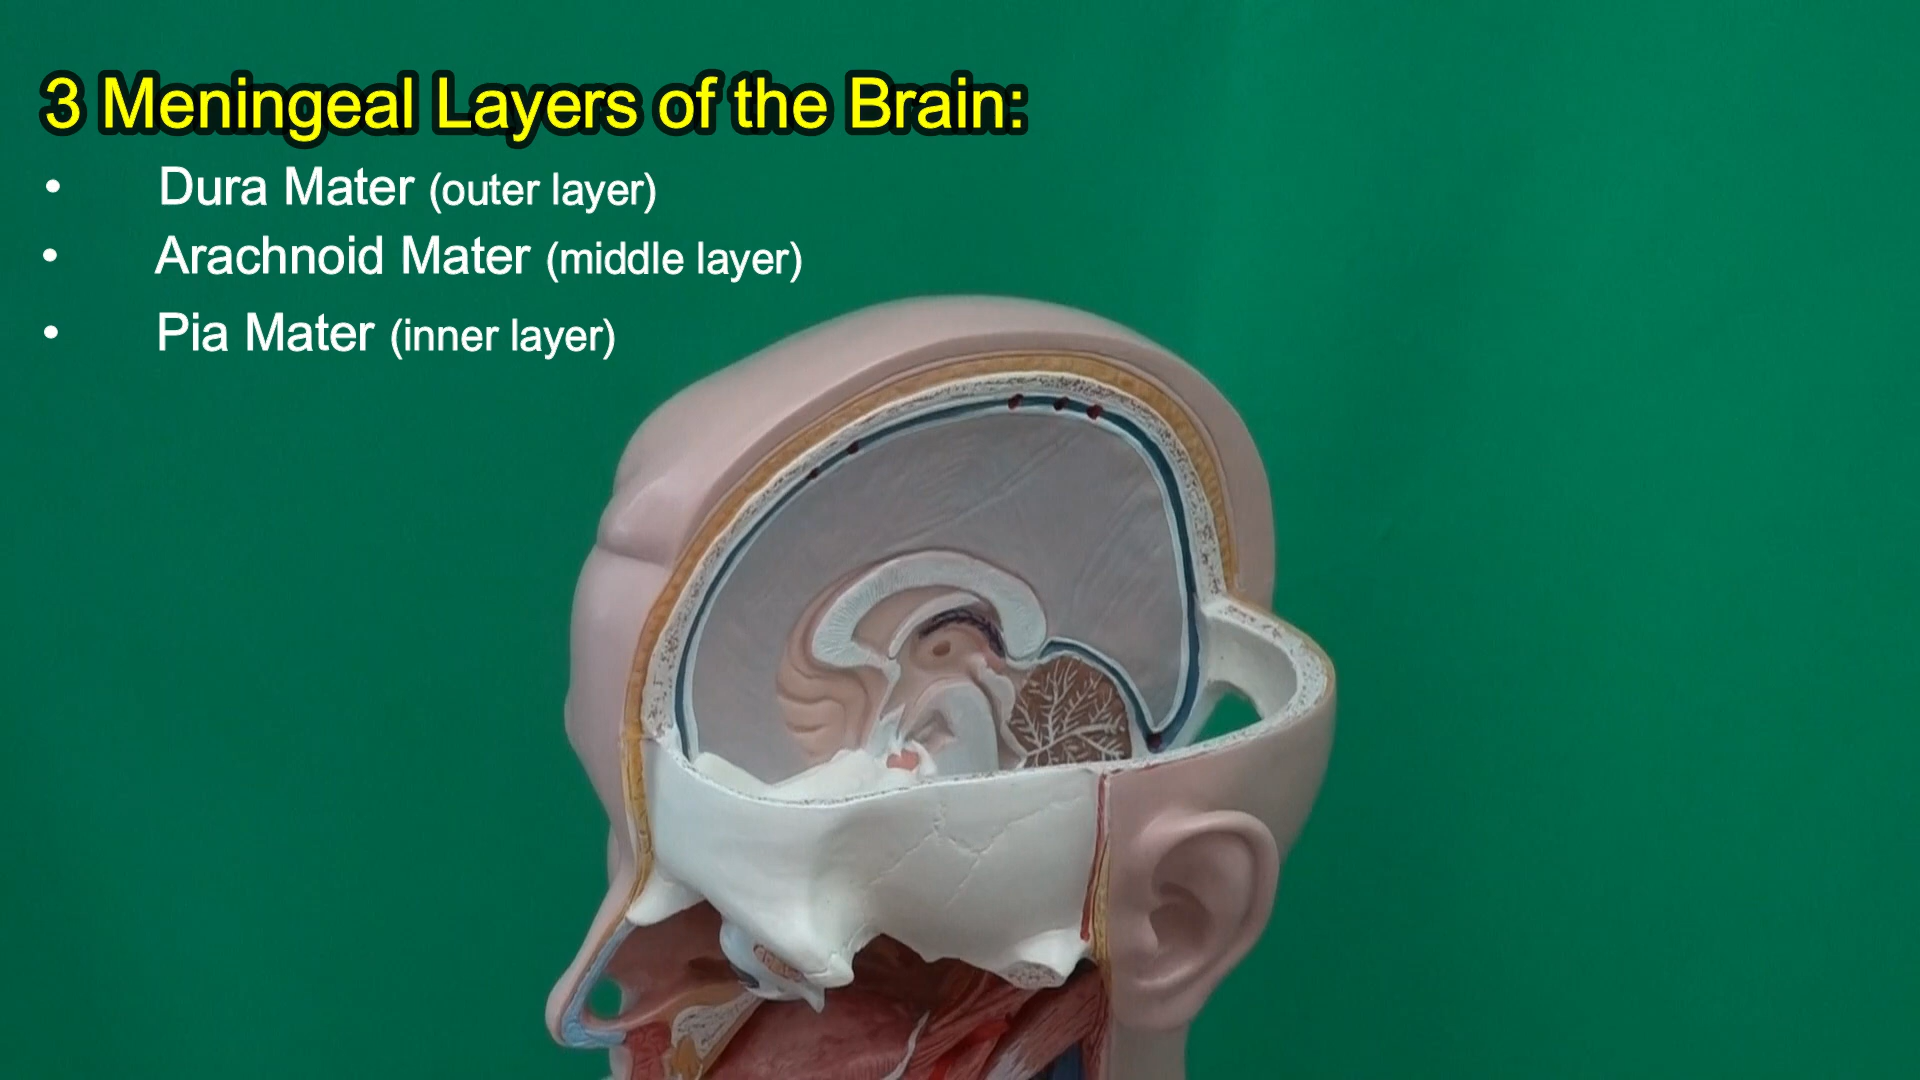 3 Meningeal Layers of the Brain:
• Dura Mater (outer layer)
• Arachnoid Mater (middle layer)
• Pia Mater (inner layer)